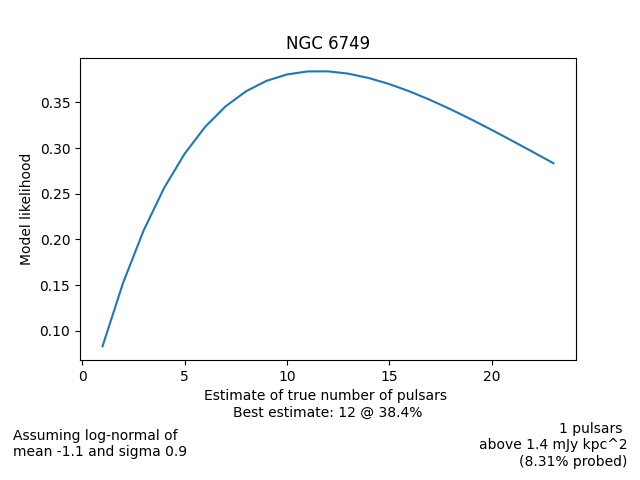 NGC 6749
Model likelihood
0.35
0.30
0.25
0.20
0.15
0.10
0 5 10 15 20
Estimate of true number of pulsars
Best estimate: 12 @ 38.4%
Assuming log-normal of
mean -1.1 and sigma 0.9
1 pulsars
above 1.4 mJy kpc^2
(8.31% probed)